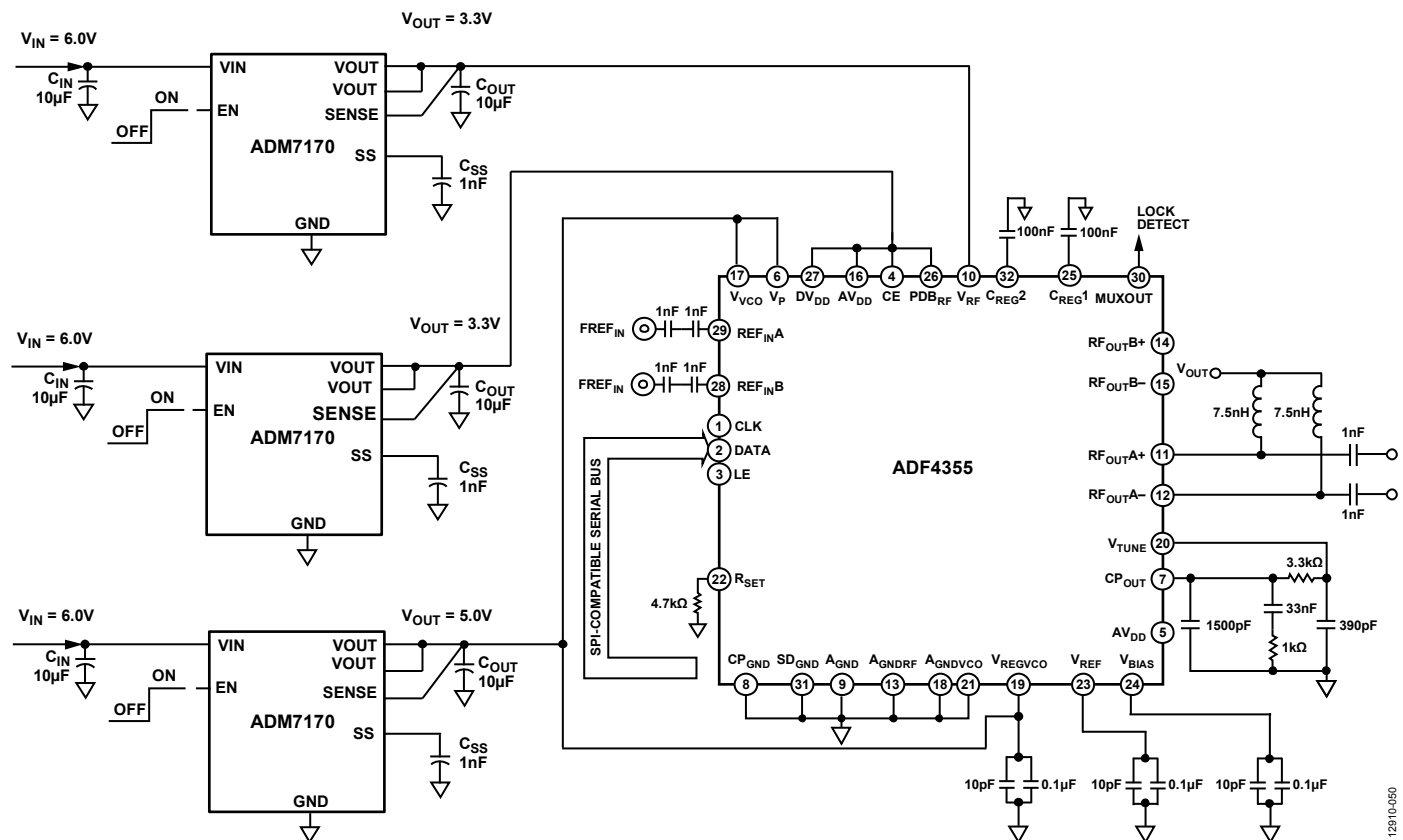 VOUT = 3.3V
VIN = 6.0V
CIN
10µF
ON
OFF
VIN
EN
VOUT
VOUT
SENSE
SS
ADM7170
GND
COUT
10µF
CSS
1nF
VIN = 6.0V
VOUT = 3.3V
CIN
10µF
ON
OFF
VIN
EN
VOUT
VOUT
SENSE
SS
ADM7170
GND
COUT
10µF
CSS
1nF
VIN = 6.0V
VOUT = 5.0V
CIN
10µF
ON
OFF
VIN
EN
VOUT
VOUT
SENSE
SS
ADM7170
GND
COUT
10µF
CSS
1nF
100nF
100nF
LOCK
DETECT
17 6 27 16 4 26 10 32 25 30
VVCO VP DVDD AVDD CE PDBRF VRF CREG2 CREG1 MUXOUT
FREFIN 1nF 1nF 29 REFINA
FREFIN 1nF 1nF 28 REFINB
1 CLK
2 DATA
3 LE
SPI-COMPATIBLE SERIAL BUS
22 RSET
4.7kΩ
ADF4355
RFOUTB+ 14
RFOUTB− 15
RFOUTA+ 11
RFOUTA− 12
VOUT
7.5nH 7.5nH
1nF
1nF
VTUNE 20
CPOUT 7
AVDD 5
3.3kΩ
1500pF
33nF
1kΩ
390pF
CPGND SDGND AGND AGNDRF AGNDVCO VREGVCO VREF VBIAS
8 31 9 13 18 21 19 23 24
10pF 0.1µF
10pF 0.1µF
10pF 0.1µF
12910-050